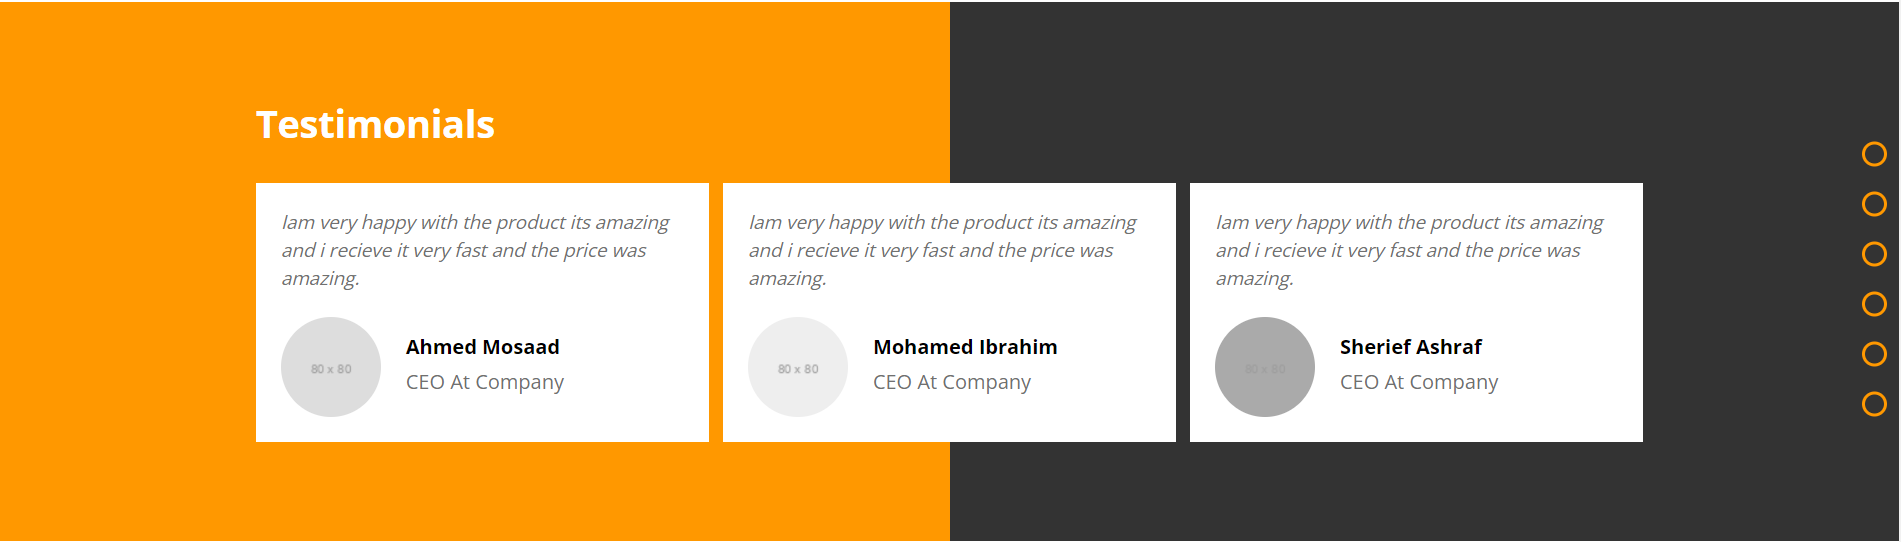 Testimonials
Iam very happy with the product its amazing
and i recieve it very fast and the price was
amazing.
80 x 80
Ahmed Mosaad
CEO At Company
Iam very happy with the product its amazing
and i recieve it very fast and the price was
amazing.
80 x 80
Mohamed Ibrahim
CEO At Company
Iam very happy with the product its amazing
and i recieve it very fast and the price was
amazing.
80 x 80
Sherief Ashraf
CEO At Company